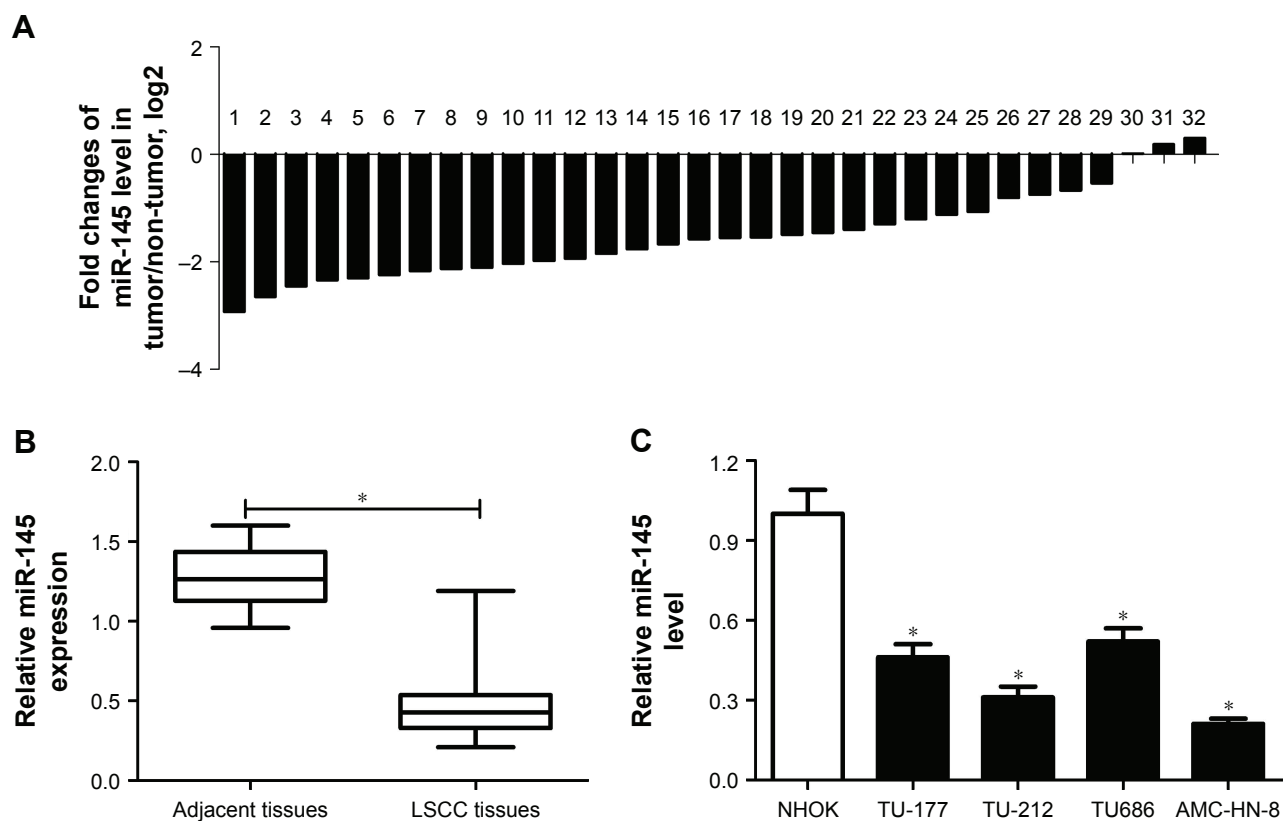 A
Fold changes of
miR-145 level in
tumor/non-tumor, log2
2
0
−2
−4
1 2 3 4 5 6 7 8 9 10 11 12 13 14 15 16 17 18 19 20 21 22 23 24 25 26 27 28 29 30 31 32
B
Relative miR-145
expression
2.0
1.5
1.0
0.5
0.0
*
Adjacent tissues LSCC tissues
C
Relative miR-145
level
1.2
0.9
0.6
0.3
0.0
* * * *
NHOK TU-177 TU-212 TU686 AMC-HN-8